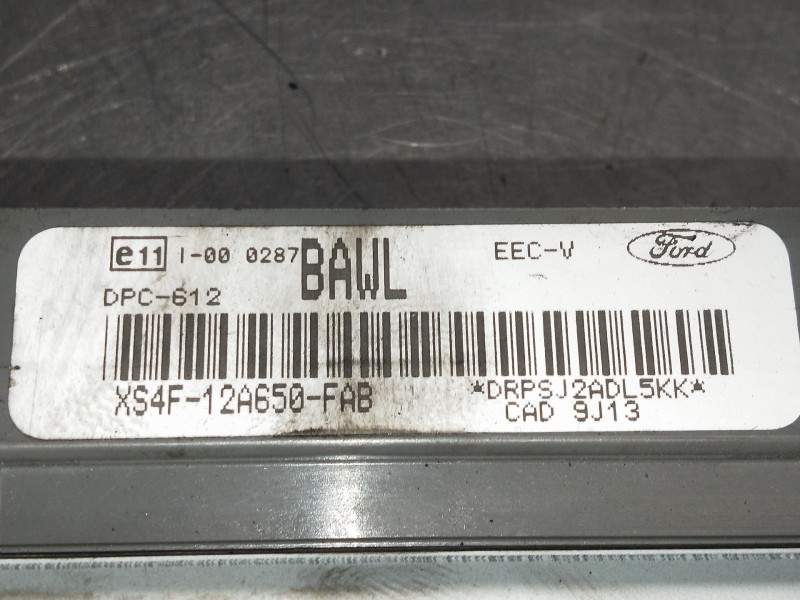 e11 I-00 0287 BAWL EEC-V Ford
DPC-612
XS4F-12A650-FAB *DRPSJ2ADL5KK*
CAD 9J13